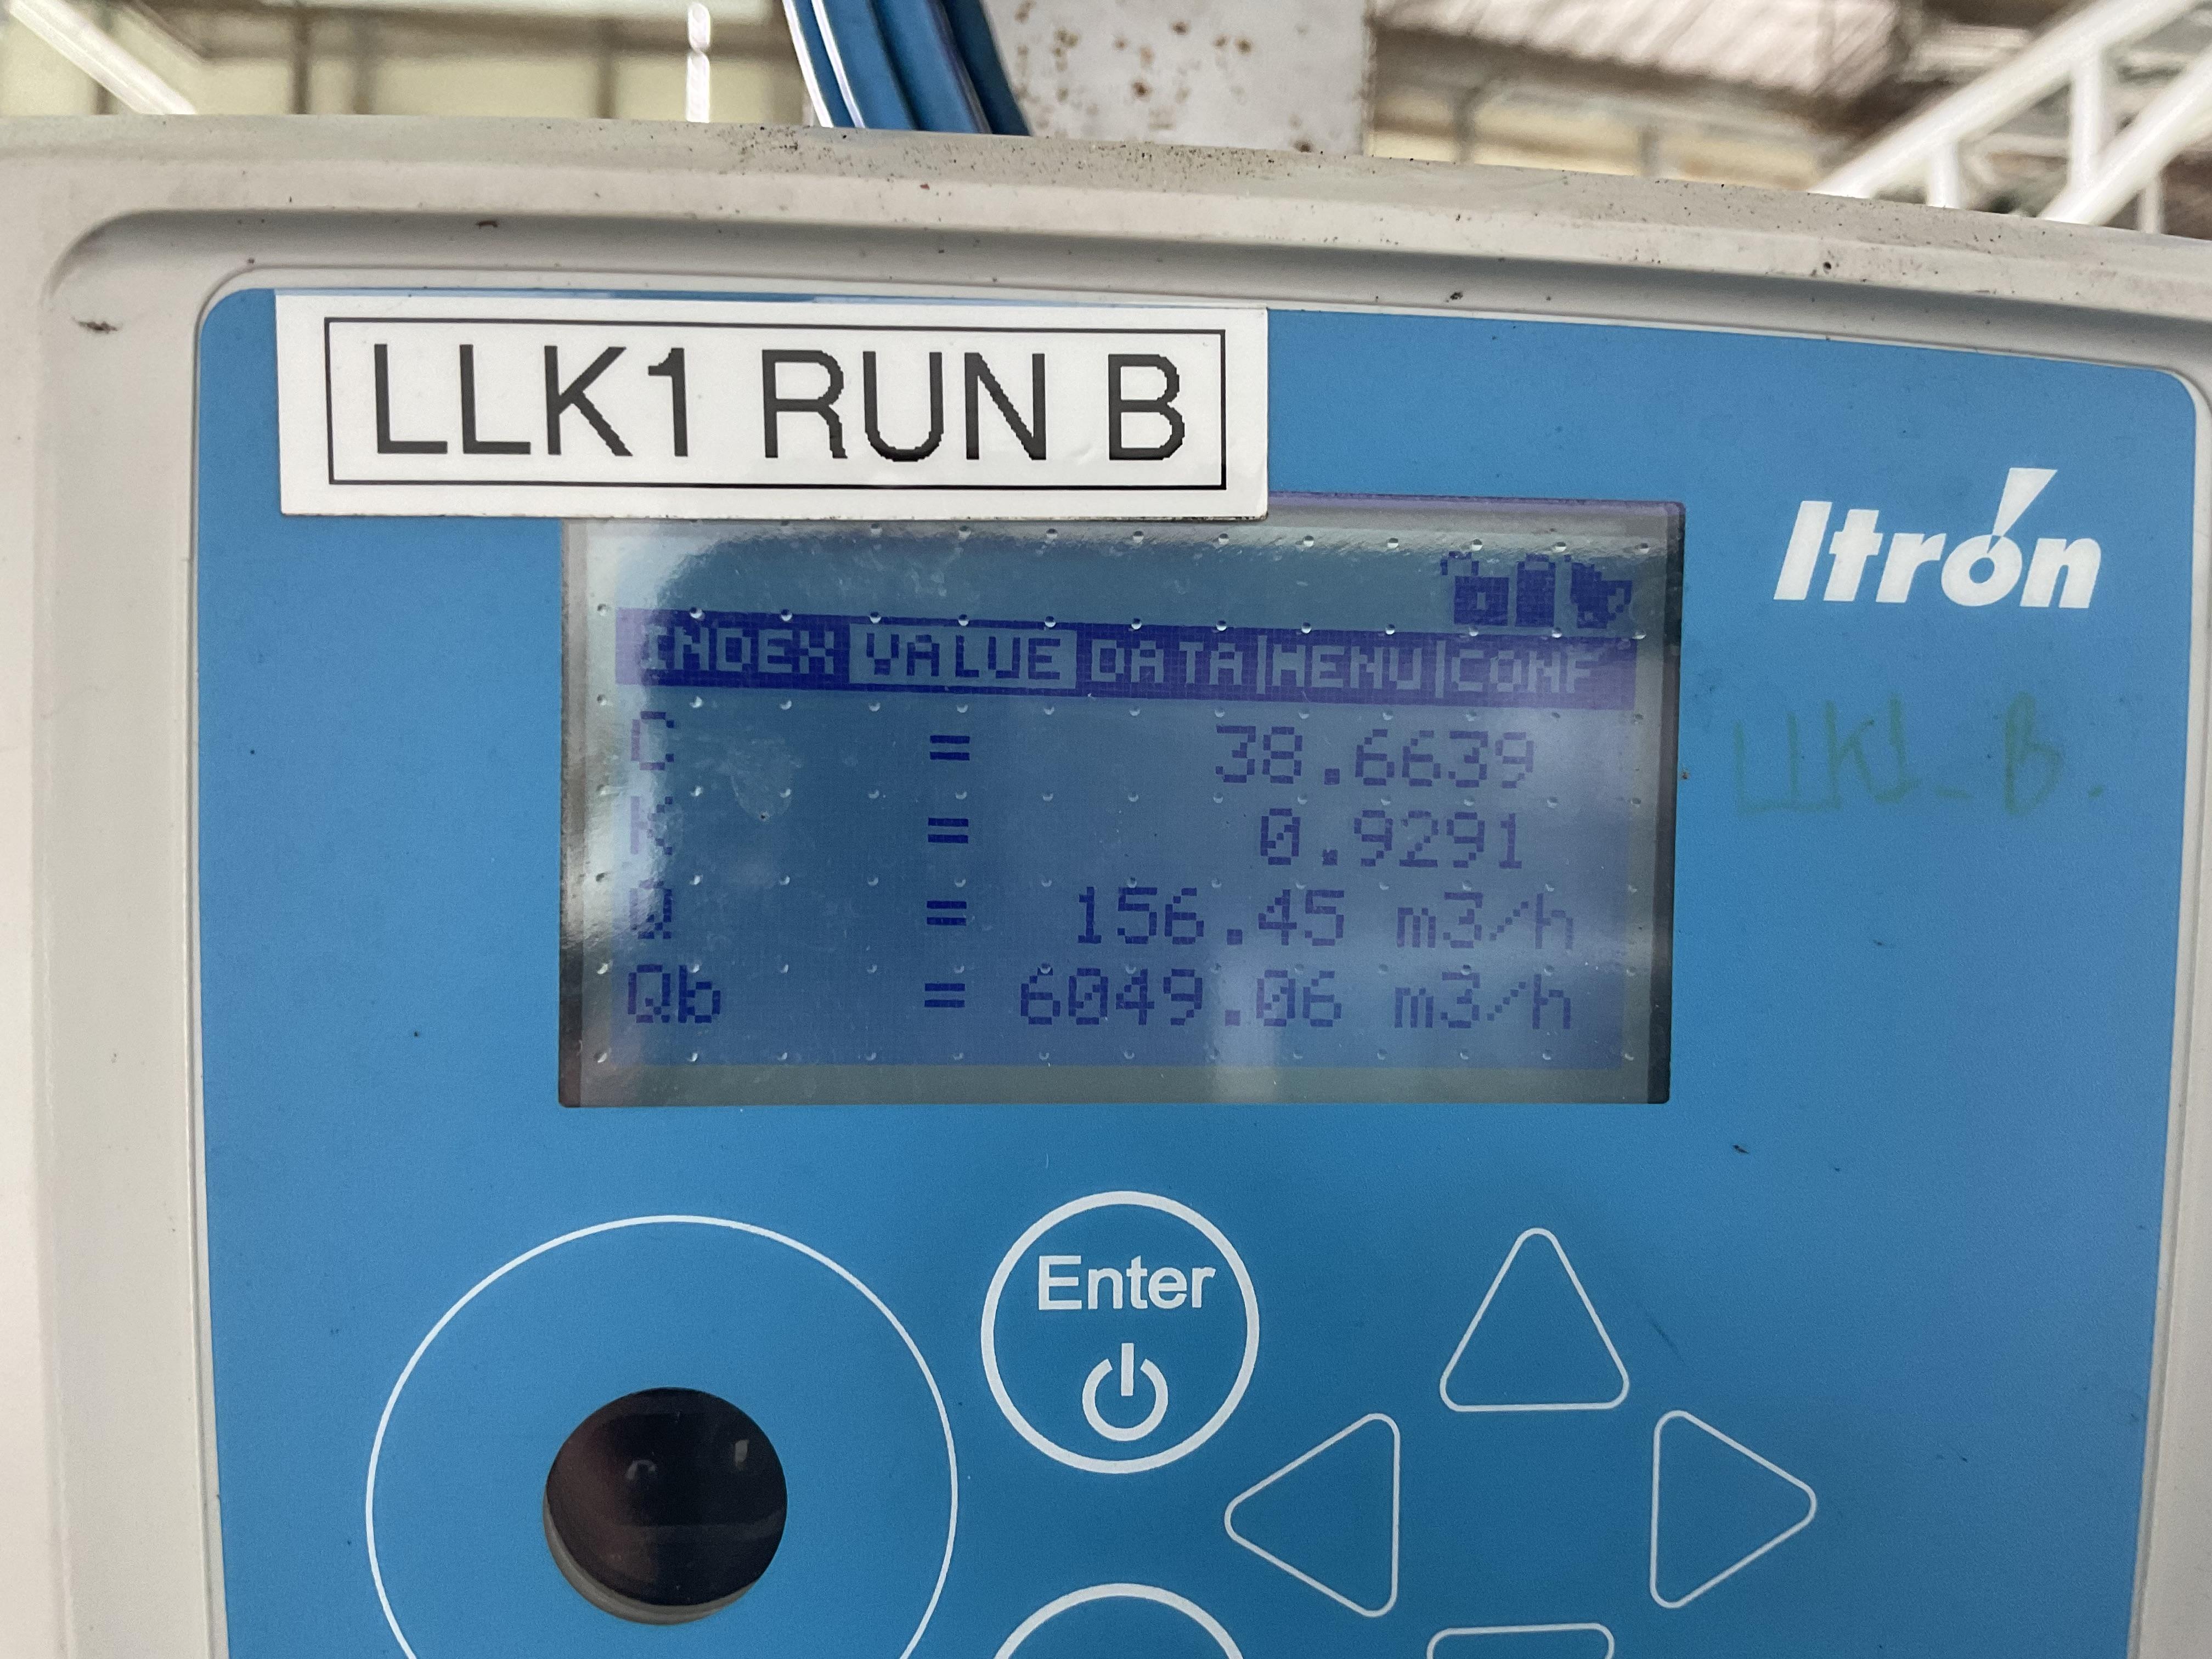 LLK1 RUN B
Itron
INDEX VALUE DATA|MENU|CONF
C = 38.6639
K = 0.9291
Q = 156.45 m3/h
Qb = 6049.06 m3/h
LLK1-B.
Enter